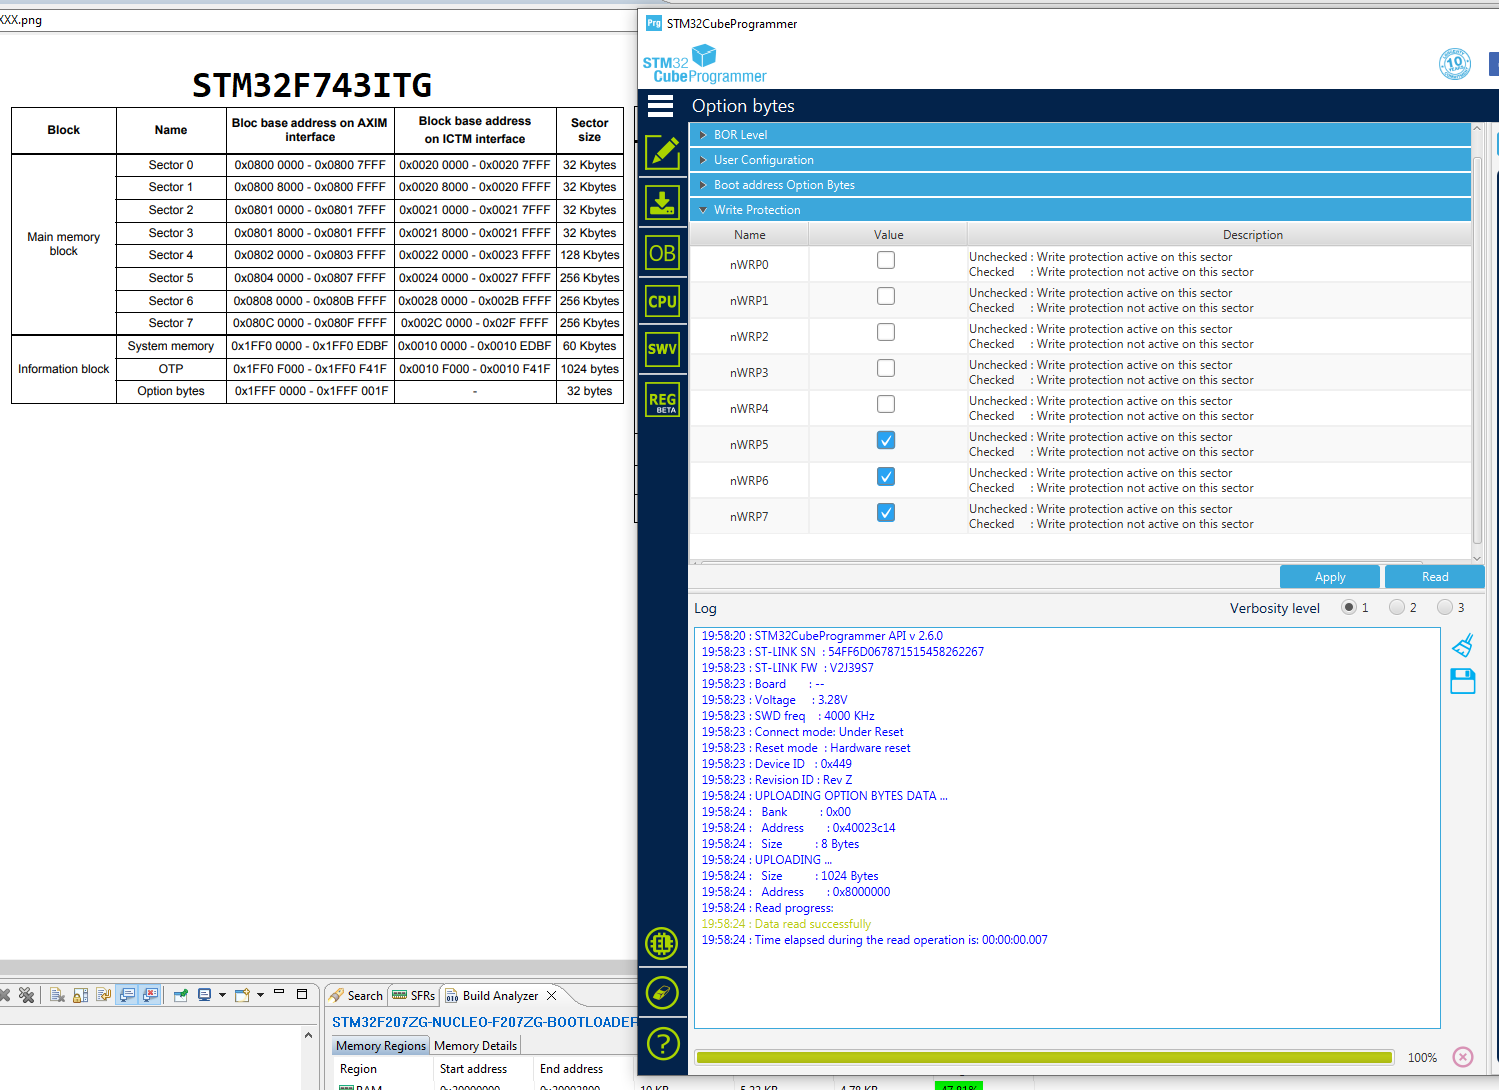 XXX.png
STM32F743ITG
Block Name Bloc base address on AXIM interface Block base address on ICTM interface Sector size
Main memory block
Sector 0 0x0800 0000 - 0x0800 7FFF 0x0020 0000 - 0x0020 7FFF 32 Kbytes
Sector 1 0x0800 8000 - 0x0800 FFFF 0x0020 8000 - 0x0020 FFFF 32 Kbytes
Sector 2 0x0801 0000 - 0x0801 7FFF 0x0021 0000 - 0x0021 7FFF 32 Kbytes
Sector 3 0x0801 8000 - 0x0801 FFFF 0x0021 8000 - 0x0021 FFFF 32 Kbytes
Sector 4 0x0802 0000 - 0x0803 FFFF 0x0022 0000 - 0x0023 FFFF 128 Kbytes
Sector 5 0x0804 0000 - 0x0807 FFFF 0x0024 0000 - 0x0027 FFFF 256 Kbytes
Sector 6 0x0808 0000 - 0x080B FFFF 0x0028 0000 - 0x002B FFFF 256 Kbytes
Sector 7 0x080C 0000 - 0x080F FFFF 0x002C 0000 - 0x02F FFFF 256 Kbytes
Information block
System memory 0x1FF0 0000 - 0x1FF0 EDBF 0x0010 0000 - 0x0010 EDBF 60 Kbytes
OTP 0x1FF0 F000 - 0x1FF0 F41F 0x0010 F000 - 0x0010 F41F 1024 bytes
Option bytes 0x1FFF 0000 - 0x1FFF 001F - 32 bytes
Prg STM32CubeProgrammer
STM32
CubeProgrammer
10
Option bytes
OB
CPU
SWV
REG
BETA
EL
?
BOR Level
User Configuration
Boot address Option Bytes
Write Protection
Name Value Description
nWRP0 Unchecked : Write protection active on this sector
Checked : Write protection not active on this sector
nWRP1 Unchecked : Write protection active on this sector
Checked : Write protection not active on this sector
nWRP2 Unchecked : Write protection active on this sector
Checked : Write protection not active on this sector
nWRP3 Unchecked : Write protection active on this sector
Checked : Write protection not active on this sector
nWRP4 Unchecked : Write protection active on this sector
Checked : Write protection not active on this sector
nWRP5 Unchecked : Write protection active on this sector
Checked : Write protection not active on this sector
nWRP6 Unchecked : Write protection active on this sector
Checked : Write protection not active on this sector
nWRP7 Unchecked : Write protection active on this sector
Checked : Write protection not active on this sector
Apply Read
Log Verbosity level 1 2 3
19:58:20 : STM32CubeProgrammer API v 2.6.0
19:58:23 : ST-LINK SN : 54FF6D067871515458262267
19:58:23 : ST-LINK FW : V2J39S7
19:58:23 : Board : --
19:58:23 : Voltage : 3.28V
19:58:23 : SWD freq : 4000 KHz
19:58:23 : Connect mode: Under Reset
19:58:23 : Reset mode : Hardware reset
19:58:23 : Device ID : 0x449
19:58:23 : Revision ID : Rev Z
19:58:24 : UPLOADING OPTION BYTES DATA ...
19:58:24 : Bank : 0x00
19:58:24 : Address : 0x40023c14
19:58:24 : Size : 8 Bytes
19:58:24 : UPLOADING ...
19:58:24 : Size : 1024 Bytes
19:58:24 : Address : 0x8000000
19:58:24 : Read progress:
19:58:24 : Data read successfully
19:58:24 : Time elapsed during the read operation is: 00:00:00.007
100%
Search SFRs 010 Build Analyzer
STM32F207ZG-NUCLEO-F207ZG-BOOTLOADER
Memory Regions Memory Details
Region Start address End address
RAM 0x20000000 0x20002800 10 KB 5.22 KB 4.78 KB 47.81%